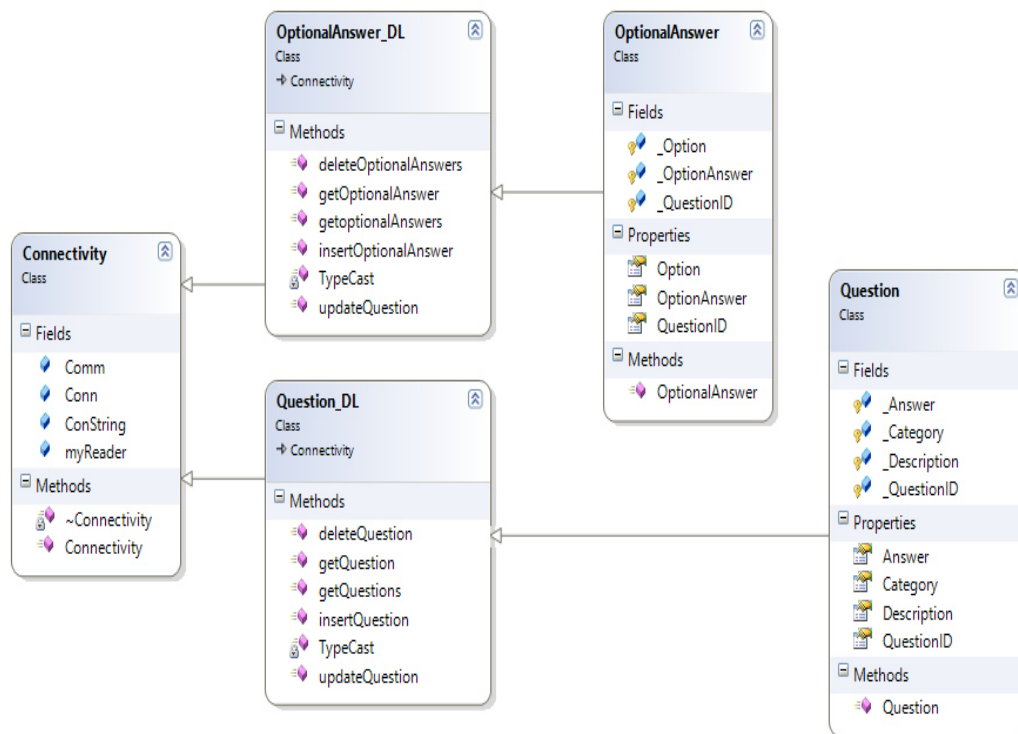 OptionalAnswer_DL
Class
Connectivity
Methods
deleteOptionalAnswers
getOptionalAnswer
getoptionalAnswers
insertOptionalAnswer
TypeCast
updateQuestion
OptionalAnswer
Class
Fields
_Option
_OptionAnswer
_QuestionID
Properties
Option
OptionAnswer
QuestionID
Methods
OptionalAnswer
Connectivity
Class
Fields
Comm
Conn
ConString
myReader
Methods
~Connectivity
Connectivity
Question_DL
Class
Connectivity
Methods
deleteQuestion
getQuestion
getQuestions
insertQuestion
TypeCast
updateQuestion
Question
Class
Fields
_Answer
_Category
_Description
_QuestionID
Properties
Answer
Category
Description
QuestionID
Methods
Question